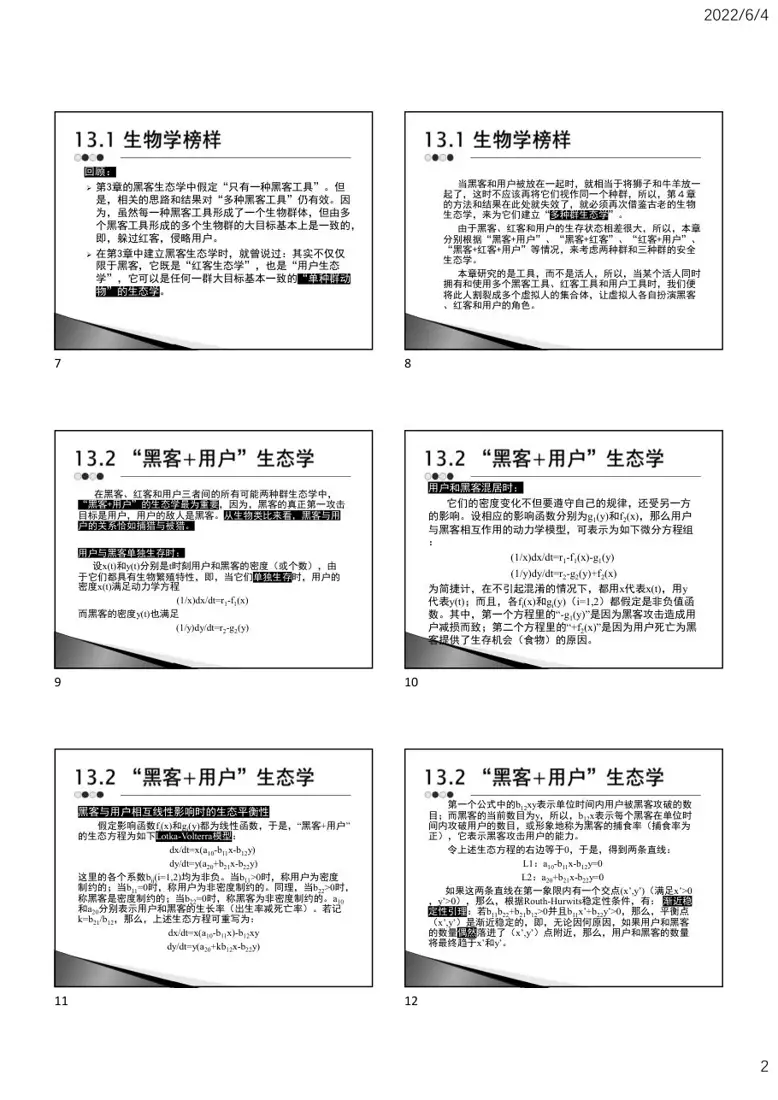 2022/6/4
13.1 生物学榜样
回顾：
➢ 第3章的黑客生态学中假定“只有一种黑客工具”。但
是，相关的思路和结果对“多种黑客工具”仍有效。因
为，虽然每一种黑客工具形成了一个生物群体，但由多
个黑客工具形成的多个生物群的大目标基本上是一致的，
即，躲过红客，侵略用户。
➢ 在第3章中建立黑客生态学时，就曾说过：其实不仅仅
限于黑客，它既是“红客生态学”，也是“用户生态
学”，它可以是任何一群大目标基本一致的“单种群动
物”的生态学。
7
13.1 生物学榜样
当黑客和用户被放在一起时，就相当于将狮子和牛羊放一
起了，这时不应该再将它们视作同一个种群，所以，第４章
的方法和结果在此处就失效了，就必须再次借鉴古老的生物
生态学，来为它们建立“多种群生态学”。
由于黑客、红客和用户的生存状态相差很大，所以，本章
分别根据“黑客+用户”、“黑客+红客”、“红客+用户”、
“黑客+红客+用户”等情况，来考虑两种群和三种群的安全
生态学。
本章研究的是工具，而不是活人，所以，当某个活人同时
拥有和使用多个黑客工具、红客工具和用户工具时，我们便
将此人割裂成多个虚拟人的集合体，让虚拟人各自扮演黑客
、红客和用户的角色。
8
13.2 “黑客+用户”生态学
在黑客、红客和用户三者间的所有可能两种群生态学中，
“黑客+用户”的生态学最为重要，因为，黑客的真正第一攻击
目标是用户，用户的敌人是黑客。从生物类比来看，黑客与用
户的关系恰如捕猎与被猎。
用户与黑客单独生存时：
设x(t)和y(t)分别是t时刻用户和黑客的密度（或个数），由
于它们都具有生物繁殖特性，即，当它们单独生存时，用户的
密度x(t)满足动力学方程
(1/x)dx/dt=r₁-f₁(x)
而黑客的密度y(t)也满足
(1/y)dy/dt=r₂-g₂(y)
9
13.2 “黑客+用户”生态学
用户和黑客混居时：
它们的密度变化不但要遵守自己的规律，还受另一方
的影响。设相应的影响函数分别为g₁(y)和f₂(x)，那么用户
与黑客相互作用的动力学模型，可表示为如下微分方程组
：
(1/x)dx/dt=r₁-f₁(x)-g₁(y)
(1/y)dy/dt=r₂-g₂(y)+f₂(x)
为简捷计，在不引起混淆的情况下，都用x代表x(t)，用y
代表y(t)；而且，各fᵢ(x)和gᵢ(y)（i=1,2）都假定是非负值函
数。其中，第一个方程里的“-g₁(y)”是因为黑客攻击造成用
户减损而致；第二个方程里的“+f₂(x)”是因为用户死亡为黑
客提供了生存机会（食物）的原因。
10
13.2 “黑客+用户”生态学
黑客与用户相互线性影响时的生态平衡性
假定影响函数fᵢ(x)和gᵢ(y)都为线性函数，于是，“黑客+用户”
的生态方程为如下Lotka-Volterra模型：
dx/dt=x(a₁₀-b₁₁x-b₁₂y)
dy/dt=y(a₂₀+b₂₁x-b₂₂y)
这里的各个系数bᵢⱼ(i=1,2)均为非负。当b₁₁>0时，称用户为密度
制约的；当b₁₁=0时，称用户为非密度制约的。同理，当b₂₂>0时，
称黑客是密度制约的；当b₂₂=0时，称黑客为非密度制约的。a₁₀
和a₂₀分别表示用户和黑客的生长率（出生率减死亡率）。若记
k=b₂₁/b₁₂，那么，上述生态方程可重写为：
dx/dt=x(a₁₀-b₁₁x)-b₁₂xy
dy/dt=y(a₂₀+kb₁₂x-b₂₂y)
11
13.2 “黑客+用户”生态学
第一个公式中的b₁₂xy表示单位时间内用户被黑客攻破的数
目；而黑客的当前数目为y，所以，b₁₂x表示每个黑客在单位时
间内攻破用户的数目，或形象地称为黑客的捕食率（捕食率为
正），它表示黑客攻击用户的能力。
令上述生态方程的右边等于0，于是，得到两条直线：
L1：a₁₀-b₁₁x-b₁₂y=0
L2：a₂₀+b₂₁x-b₂₂y=0
如果这两条直线在第一象限内有一个交点(x’,y’)（满足x’>0
，y’>0），那么，根据Routh-Hurwits稳定性条件，有：渐近稳
定性引理：若b₁₁b₂₂+b₂₁b₁₂>0并且b₁₁x’+b₂₂y’>0，那么，平衡点
（x’,y’）是渐近稳定的，即，无论因何原因，如果用户和黑客
的数量偶然落进了（x’,y’）点附近，那么，用户和黑客的数量
将最终趋于x’和y’。
12
2